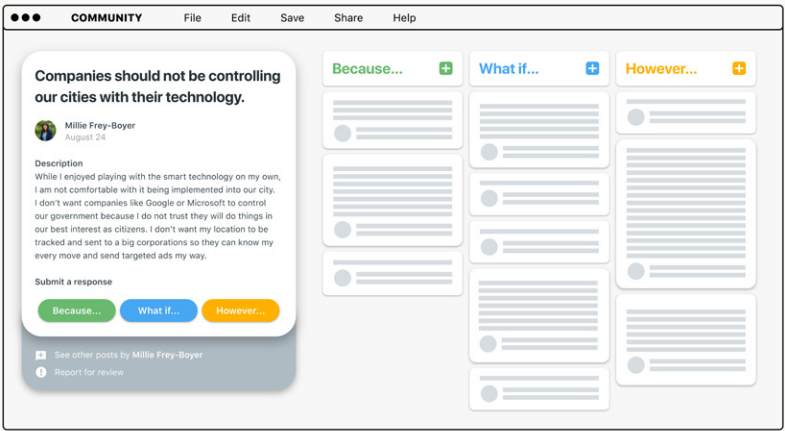 COMMUNITY File Edit Save Share Help
Companies should not be controlling
our cities with their technology.
Millie Frey-Boyer
August 24
Description
While I enjoyed playing with the smart technology on my own,
I am not comfortable with it being implemented into our city.
I don't want companies like Google or Microsoft to control
our government because I do not trust they will do things in
our best interest as citizens. I don't want my location to be
tracked and sent to a big corporations so they can know my
every move and send targeted ads my way.
Submit a response
Because... What if... However...
See other posts by Millie Frey-Boyer
Report for review
Because... What if... However...